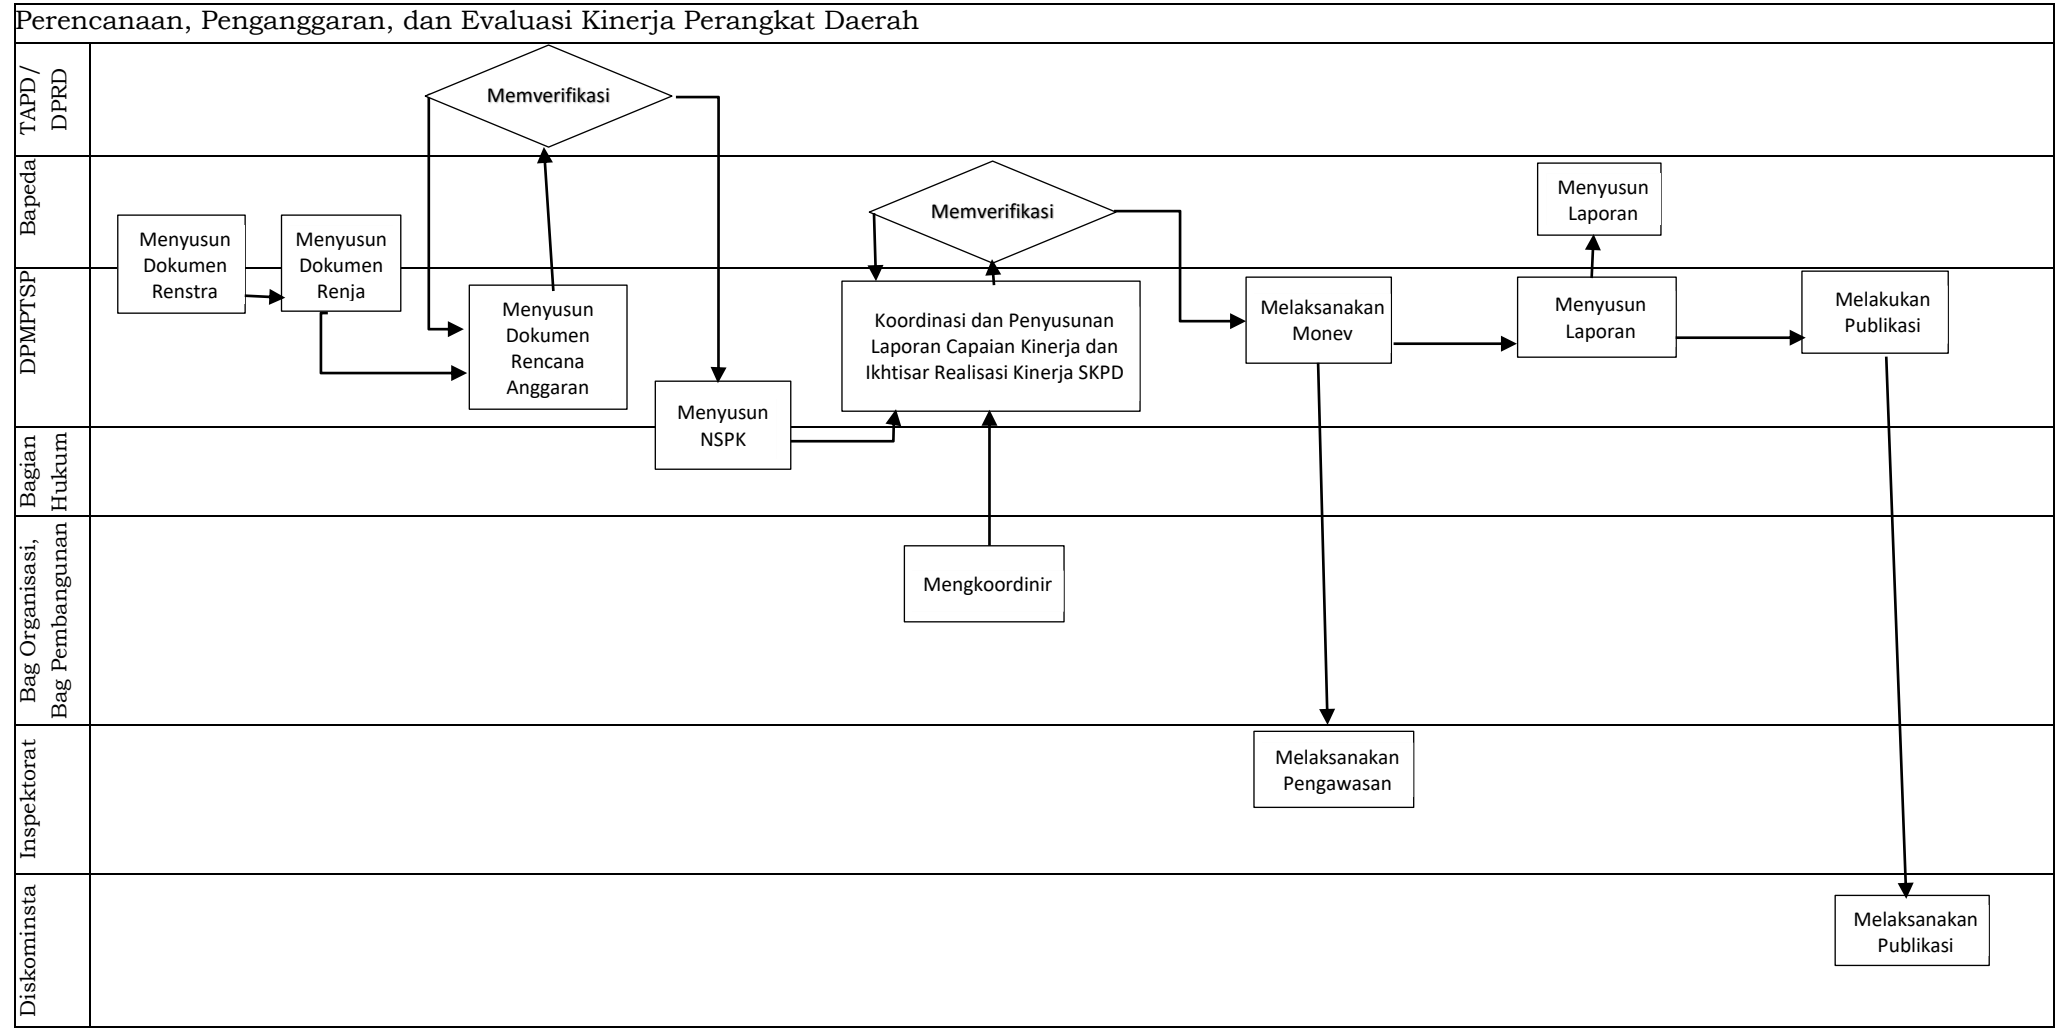 Perencanaan, Penganggaran, dan Evaluasi Kinerja Perangkat Daerah
TAPD/
DPRD
Memverifikasi
Bapeda
Memverifikasi
Menyusun
Laporan
Menyusun
Dokumen
Renstra
Menyusun
Dokumen
Renja
DPMPTSP
Menyusun
Dokumen
Rencana
Anggaran
Menyusun
NSPK
Koordinasi dan Penyusunan
Laporan Capaian Kinerja dan
Ikhtisar Realisasi Kinerja SKPD
Melaksanakan
Monev
Menyusun
Laporan
Melakukan
Publikasi
Bagian
Hukum
Bag Organisasi,
Bag Pembangunan
Mengkoordinir
Inspektorat
Melaksanakan
Pengawasan
Diskominsta
Melaksanakan
Publikasi